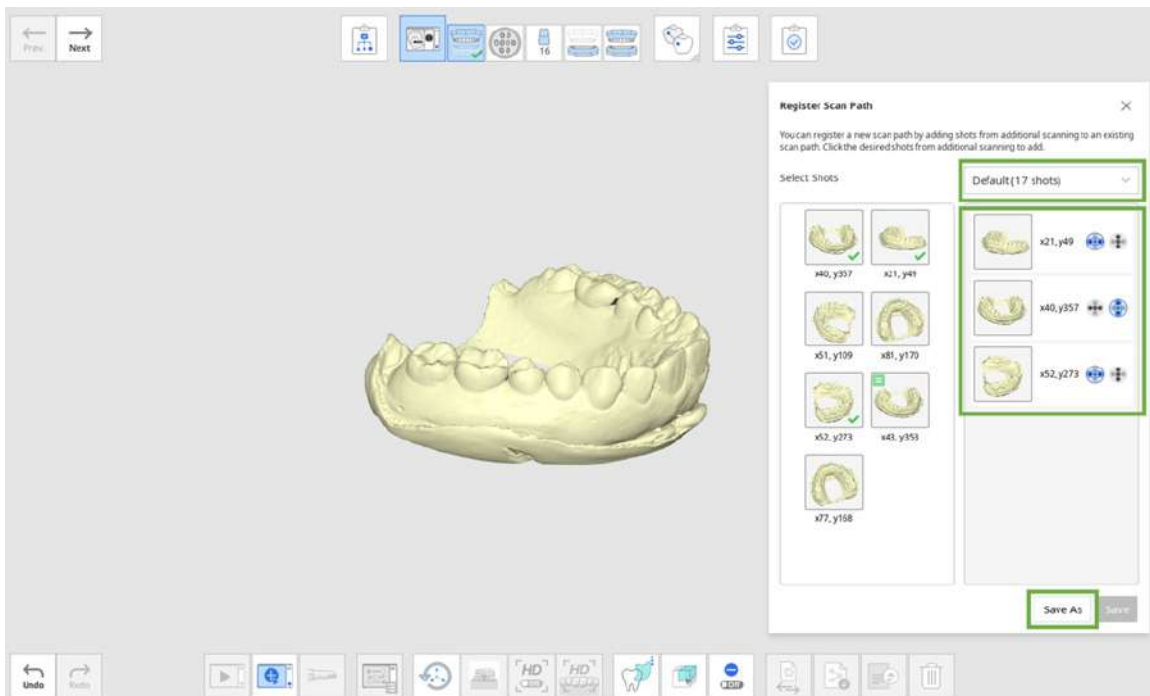 Prev.
Next
16
Register Scan Path
You can register a new scan path by adding shots from additional scanning to an existing
scan path. Click the desired shots from additional scanning to add.
Select Shots
Default (17 shots)
x40, y357
x21, y49
x51, y109
x81, y170
x52, y273
x43, y353
x77, y168
x21, y49
x40, y357
x52, y273
Save As
Save
Undo
Redo
HD
HD
Off